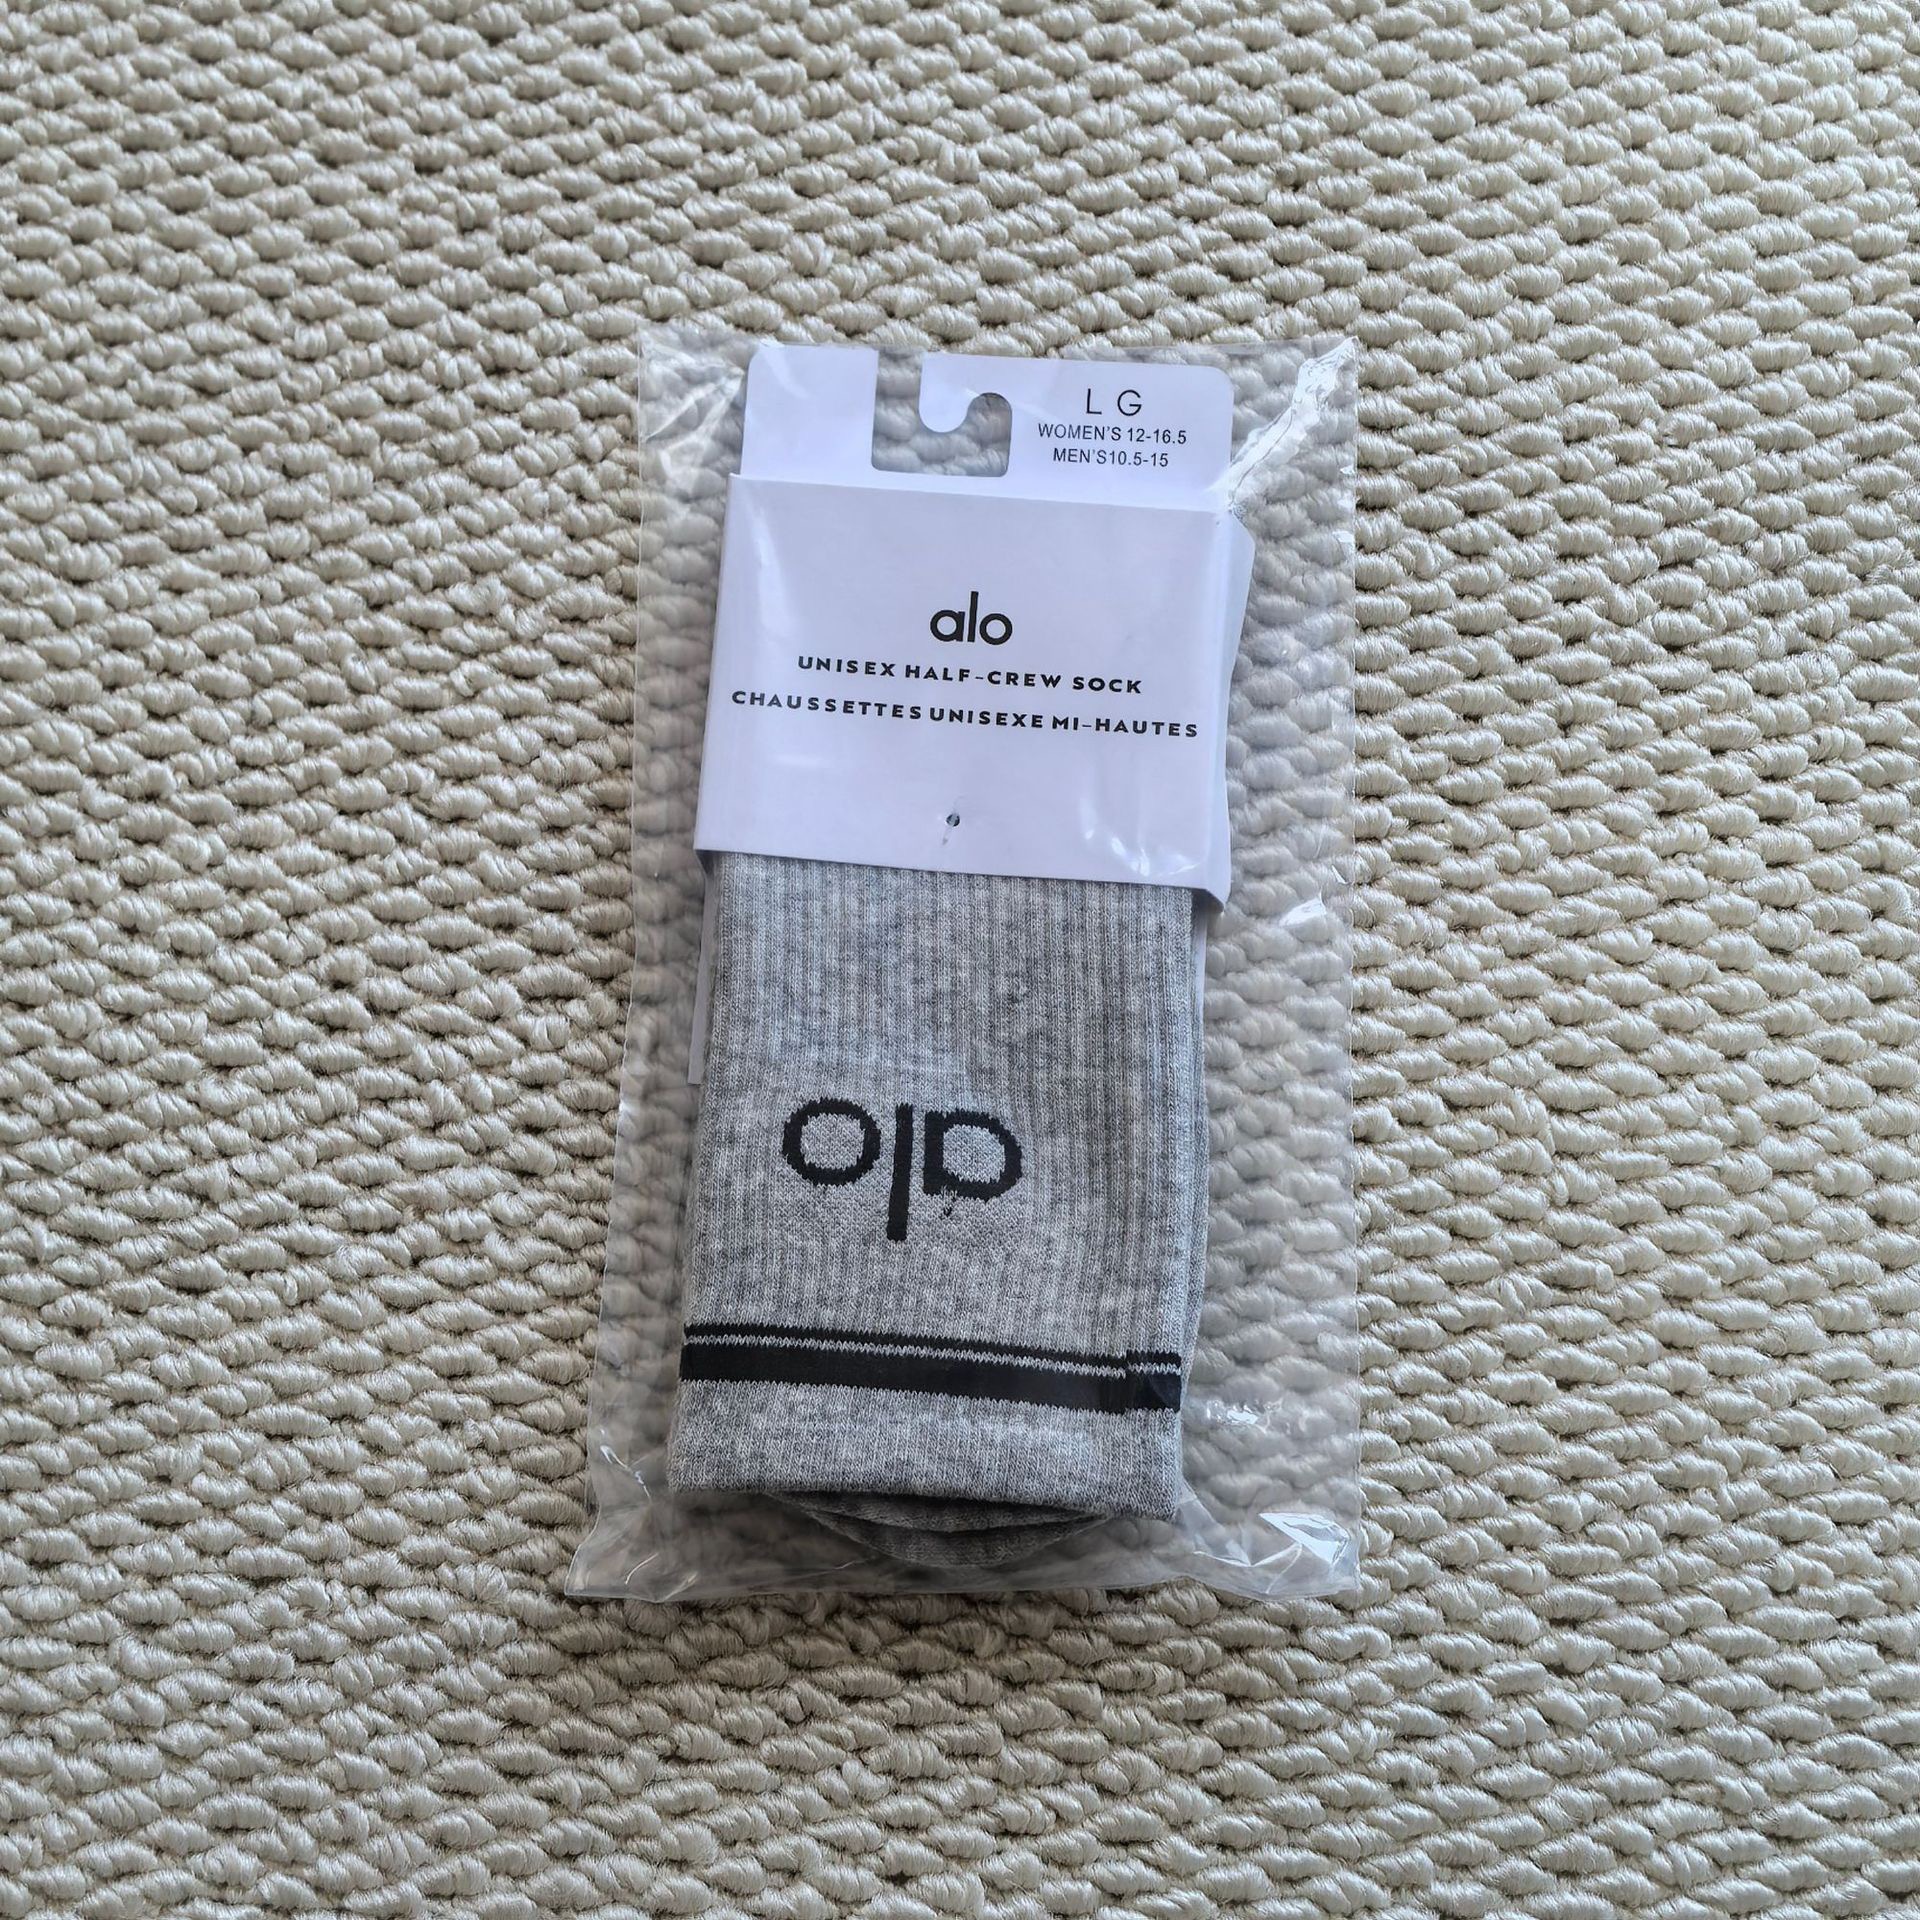 L G
WOMEN'S 12-16.5
MEN'S10.5-15
alo
UNISEX HALF-CREW SOCK
CHAUSSETTES UNISEXE MI-HAUTES
alo